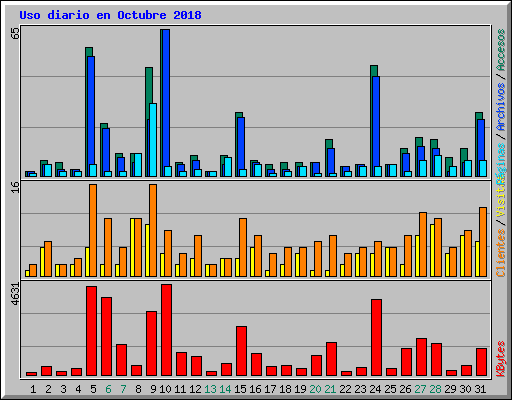 Uso diario en Octubre 2018
65
16
4631
Páginas / Archivos / Accesos
Clientes / Visitas
KBytes
1 2 3 4 5 6 7 8 9 10 11 12 13 14 15 16 17 18 19 20 21 22 23 24 25 26 27 28 29 30 31